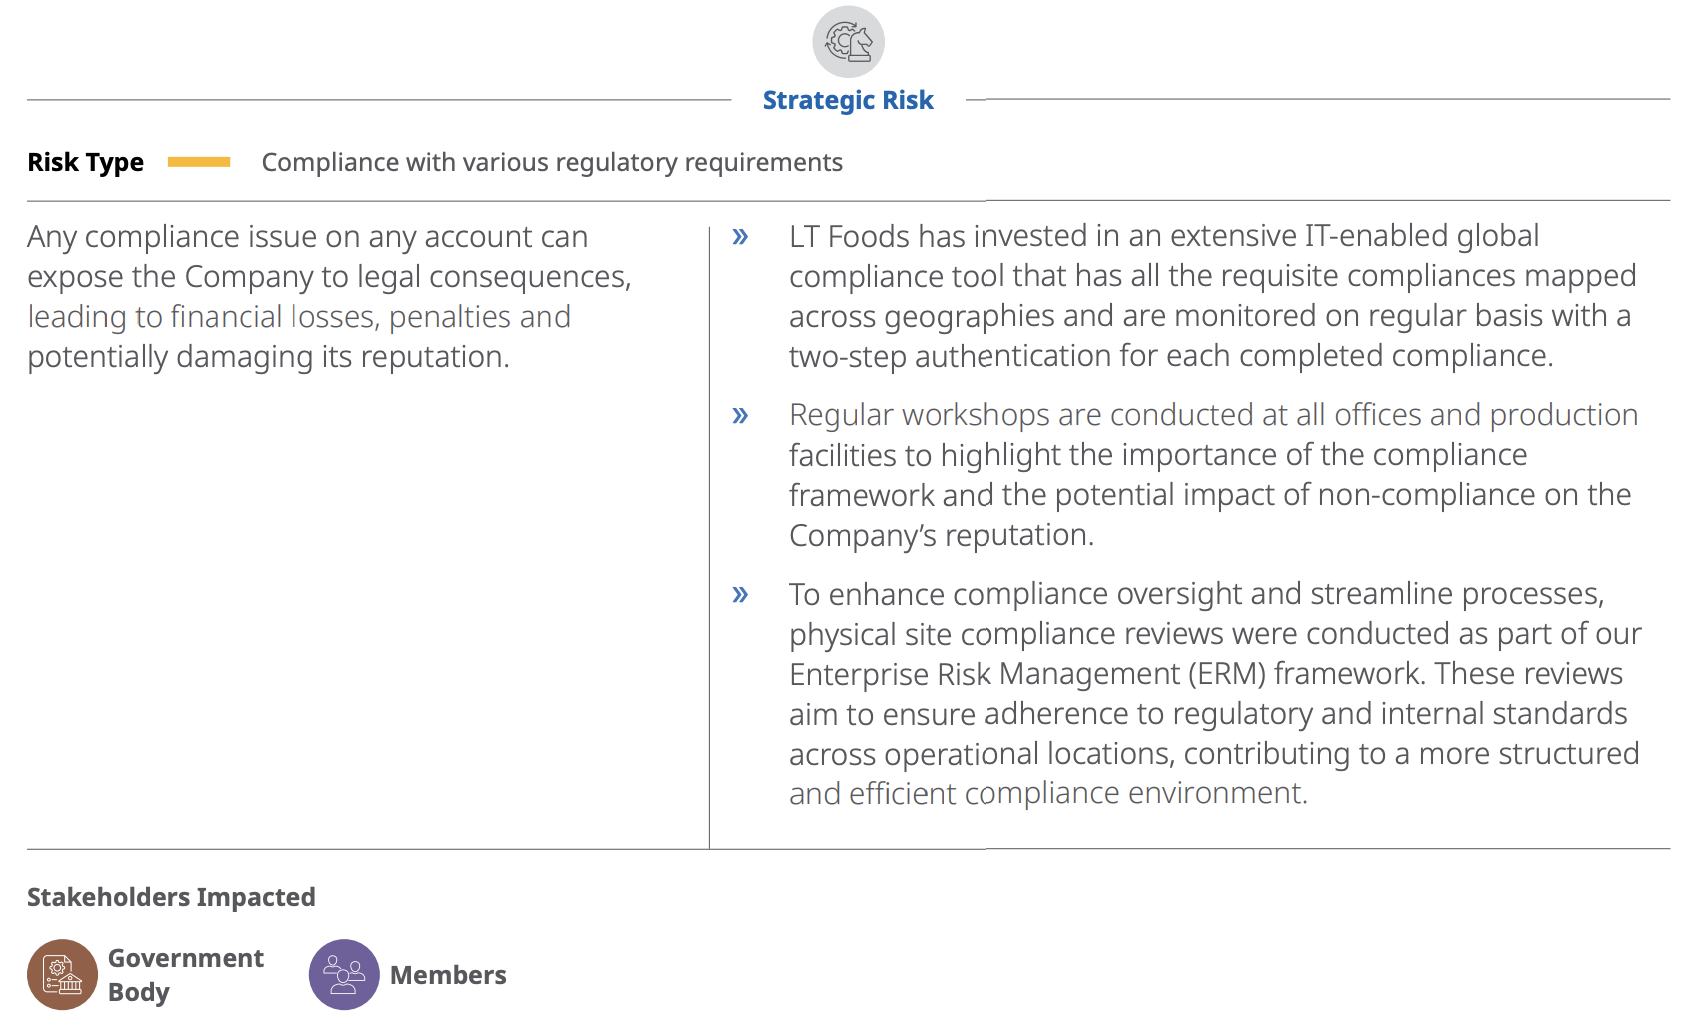 Strategic Risk
Risk Type
Compliance with various regulatory requirements
Any compliance issue on any account can
expose the Company to legal consequences,
leading to financial losses, penalties and
potentially damaging its reputation.
» LT Foods has invested in an extensive IT-enabled global
compliance tool that has all the requisite compliances mapped
across geographies and are monitored on regular basis with a
two-step authentication for each completed compliance.
» Regular workshops are conducted at all offices and production
facilities to highlight the importance of the compliance
framework and the potential impact of non-compliance on the
Company’s reputation.
» To enhance compliance oversight and streamline processes,
physical site compliance reviews were conducted as part of our
Enterprise Risk Management (ERM) framework. These reviews
aim to ensure adherence to regulatory and internal standards
across operational locations, contributing to a more structured
and efficient compliance environment.
Stakeholders Impacted
Government
Body
Members